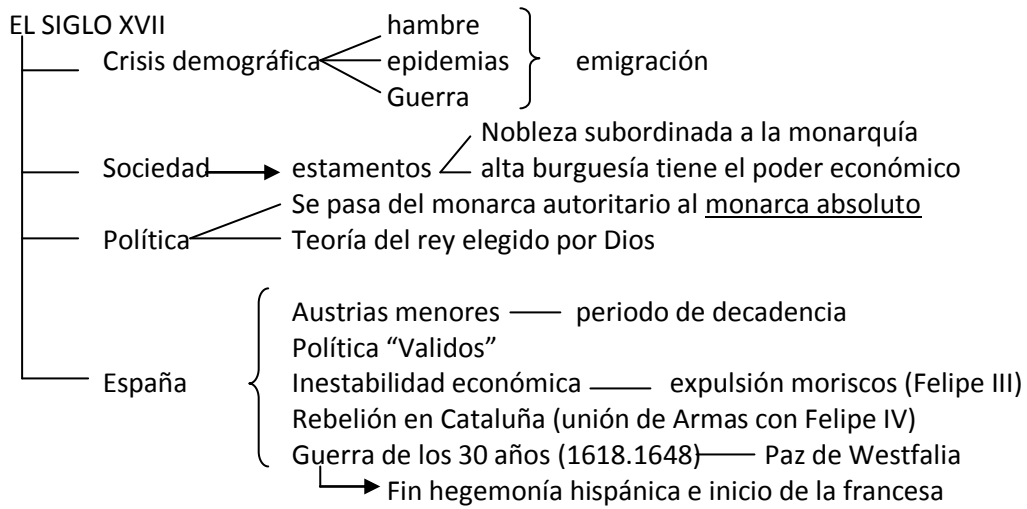 EL SIGLO XVII
hambre
Crisis demográfica epidemias emigración
Guerra
Nobleza subordinada a la monarquía
Sociedad estamentos alta burguesía tiene el poder económico
Se pasa del monarca autoritario al monarca absoluto
Política Teoría del rey elegido por Dios
Austrias menores periodo de decadencia
Política “Validos”
España Inestabilidad económica expulsión moriscos (Felipe III)
Rebelión en Cataluña (unión de Armas con Felipe IV)
Guerra de los 30 años (1618.1648) Paz de Westfalia
Fin hegemonía hispánica e inicio de la francesa